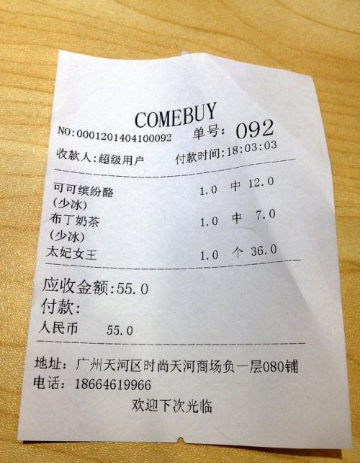 COMEBUY
NO:0001201404100092 单号: 092
收款人:超级用户 付款时间:18:03:03
可可缤纷酪 1.0 中 12.0
(少冰)
布丁奶茶 1.0 中 7.0
(少冰)
太妃女王 1.0 个 36.0
应收金额:55.0
付款:
人民币 55.0
地址: 广州天河区时尚天河商场负一层080铺
电话: 18664619966
欢迎下次光临